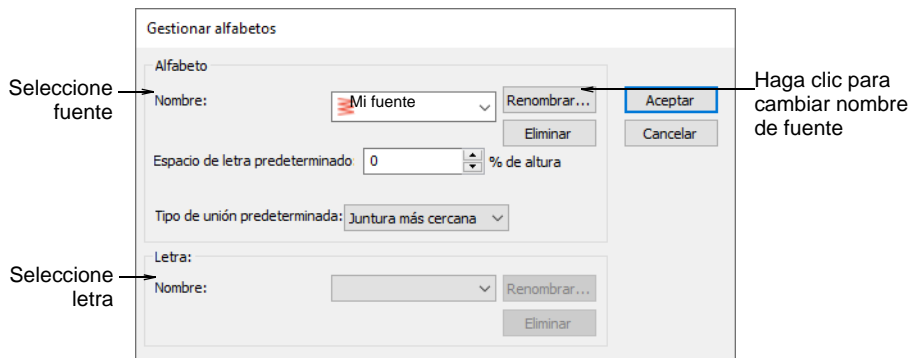 Gestionar alfabetos
Alfabeto
Seleccione
fuente
Nombre:
Mi fuente
Renombrar...
Aceptar
Haga clic para
cambiar nombre
de fuente
Eliminar
Cancelar
Espacio de letra predeterminado
0
% de altura
Tipo de unión predeterminada:
Juntura más cercana
Letra:
Seleccione
letra
Nombre:
Renombrar...
Eliminar